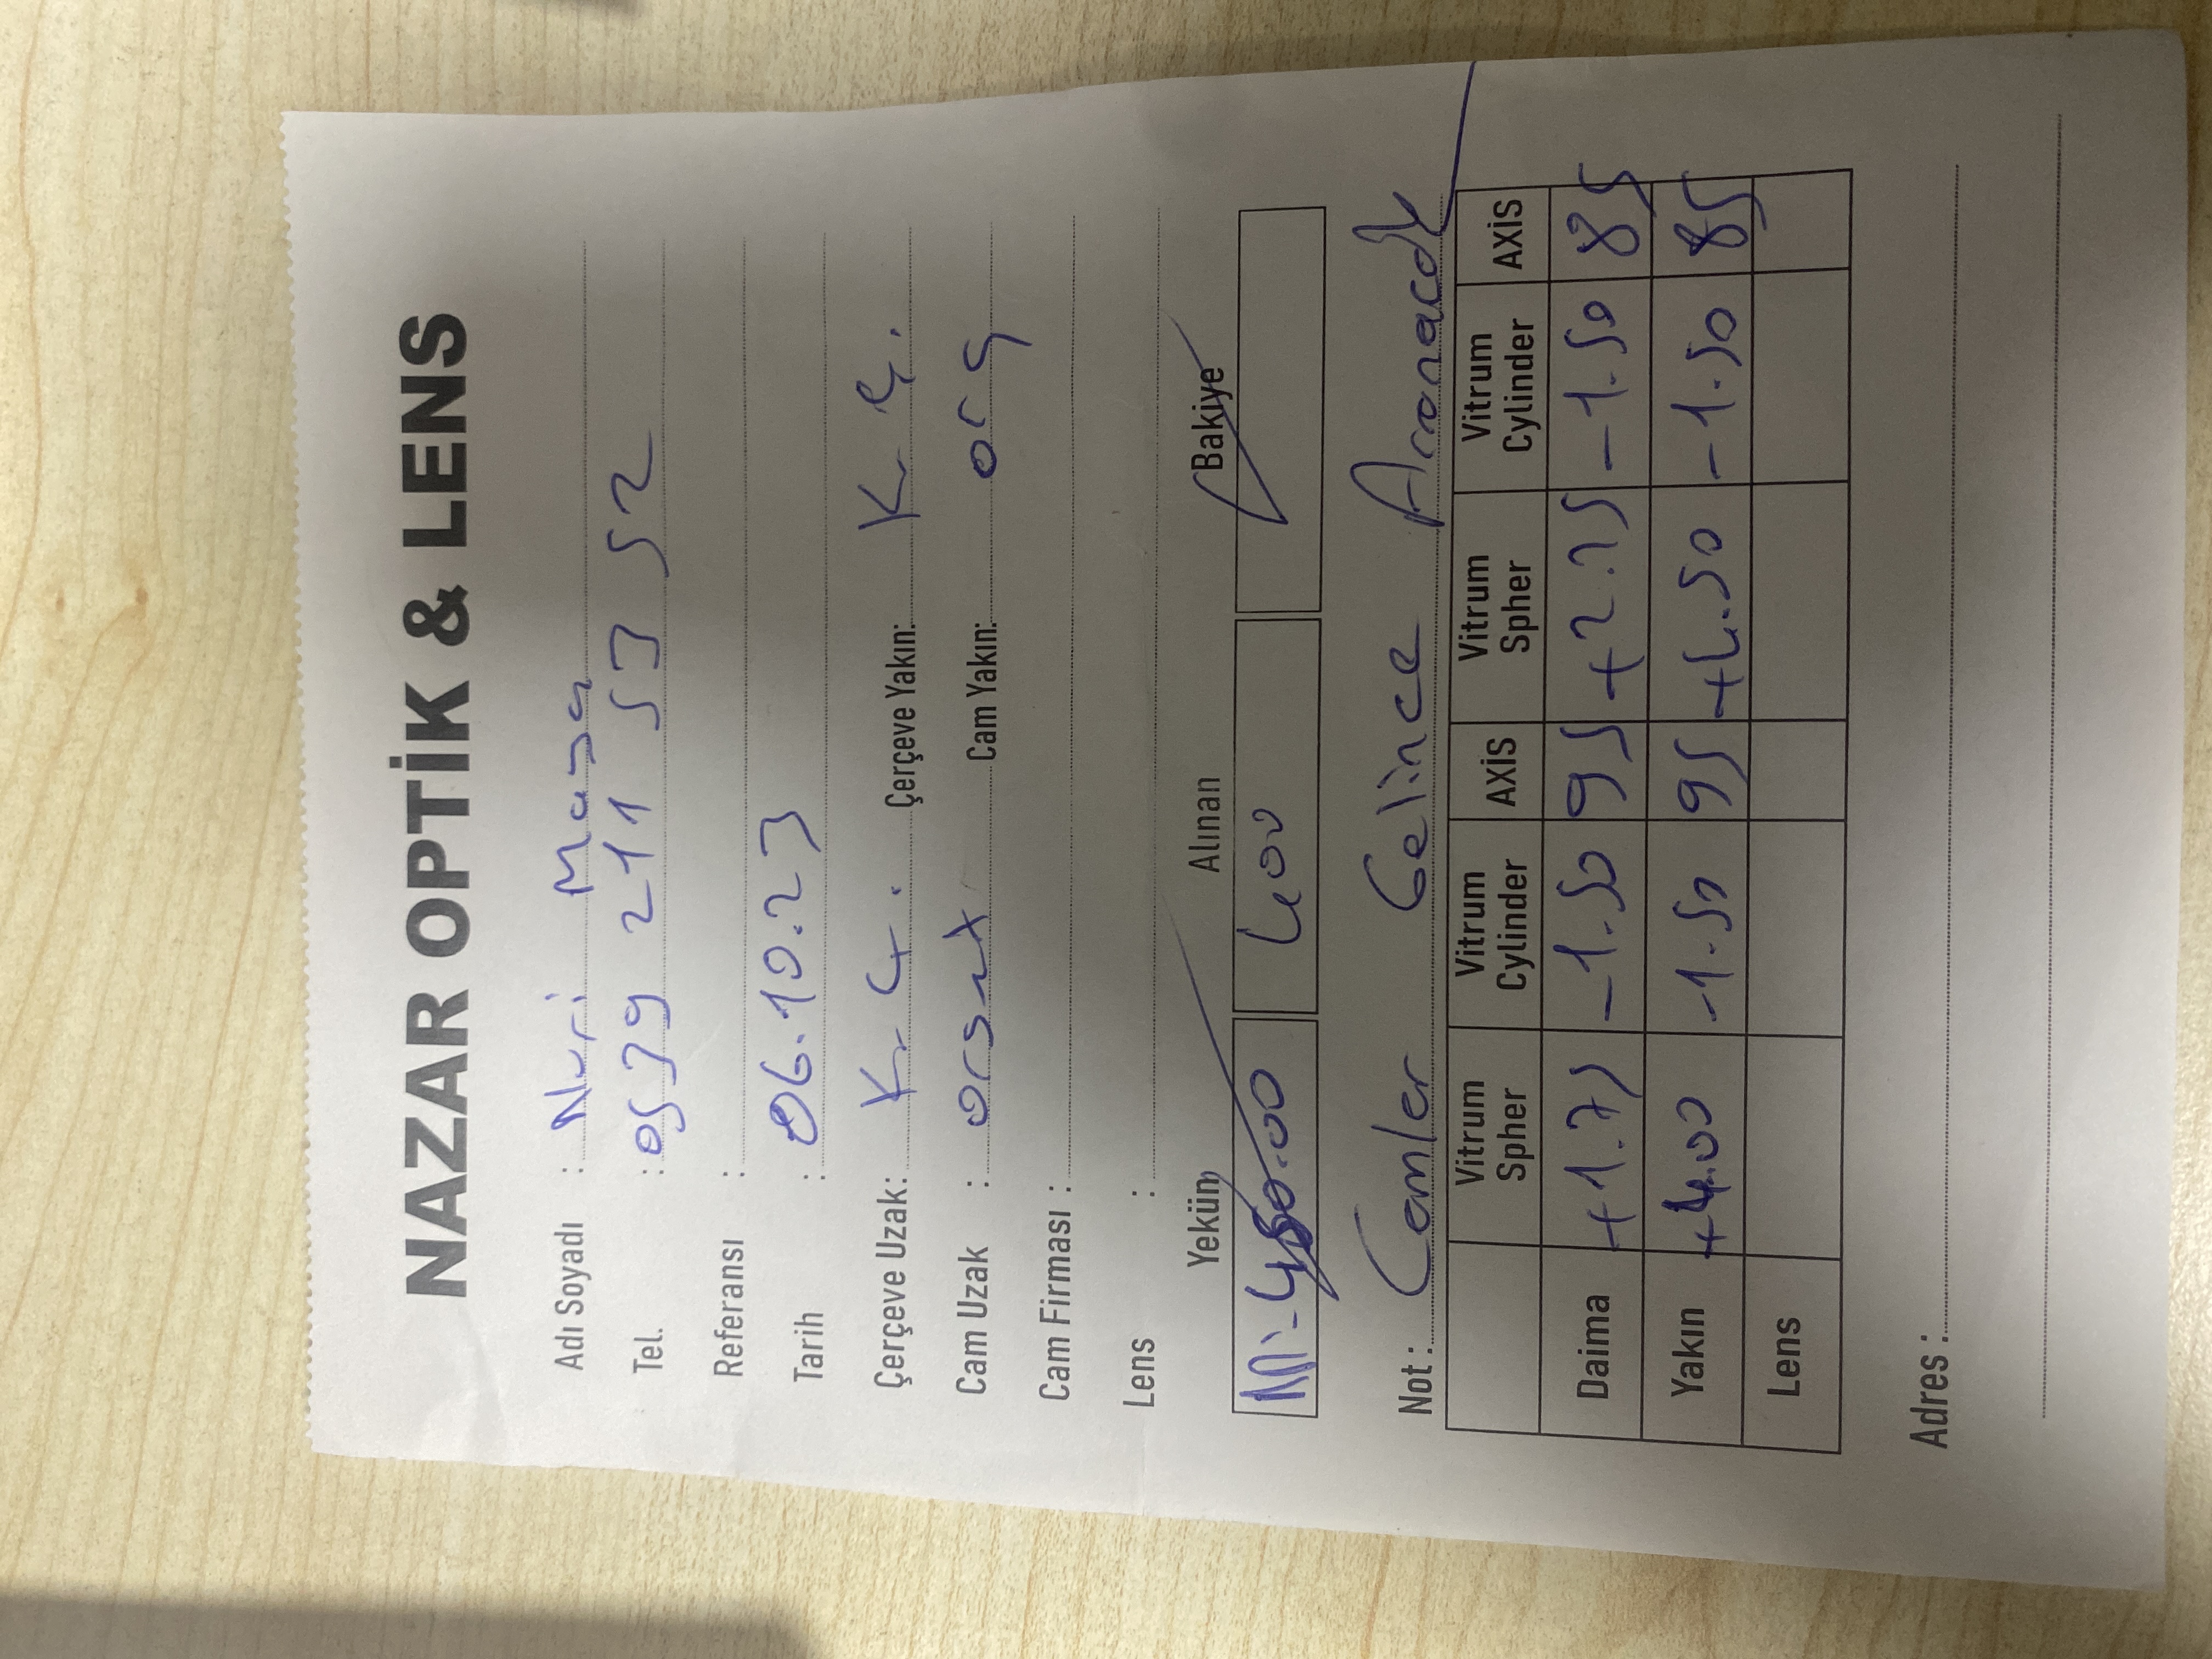 NAZAR OPTİK & LENS
Adı Soyadı : Nuri Maya
Tel. : 0539 211 53 52
Referansı :
Tarih : 06.10.23
Çerçeve Uzak: K.Ç. Çerçeve Yakın: K.Ç.
Cam Uzak : Cam Yakın: org
Cam Firması :
Lens :
Yekün Alınan Bakiye
400
Not: Camlar Gelince Aranacak
Vitrum Spher Vitrum Cylinder AXİS Vitrum Spher Vitrum Cylinder AXİS
Daima +1.75 -1.50 95 +2.25 -1.50 85
Yakın +4.00 -1.50 95 +4.50 -1.50 85
Lens
Adres :